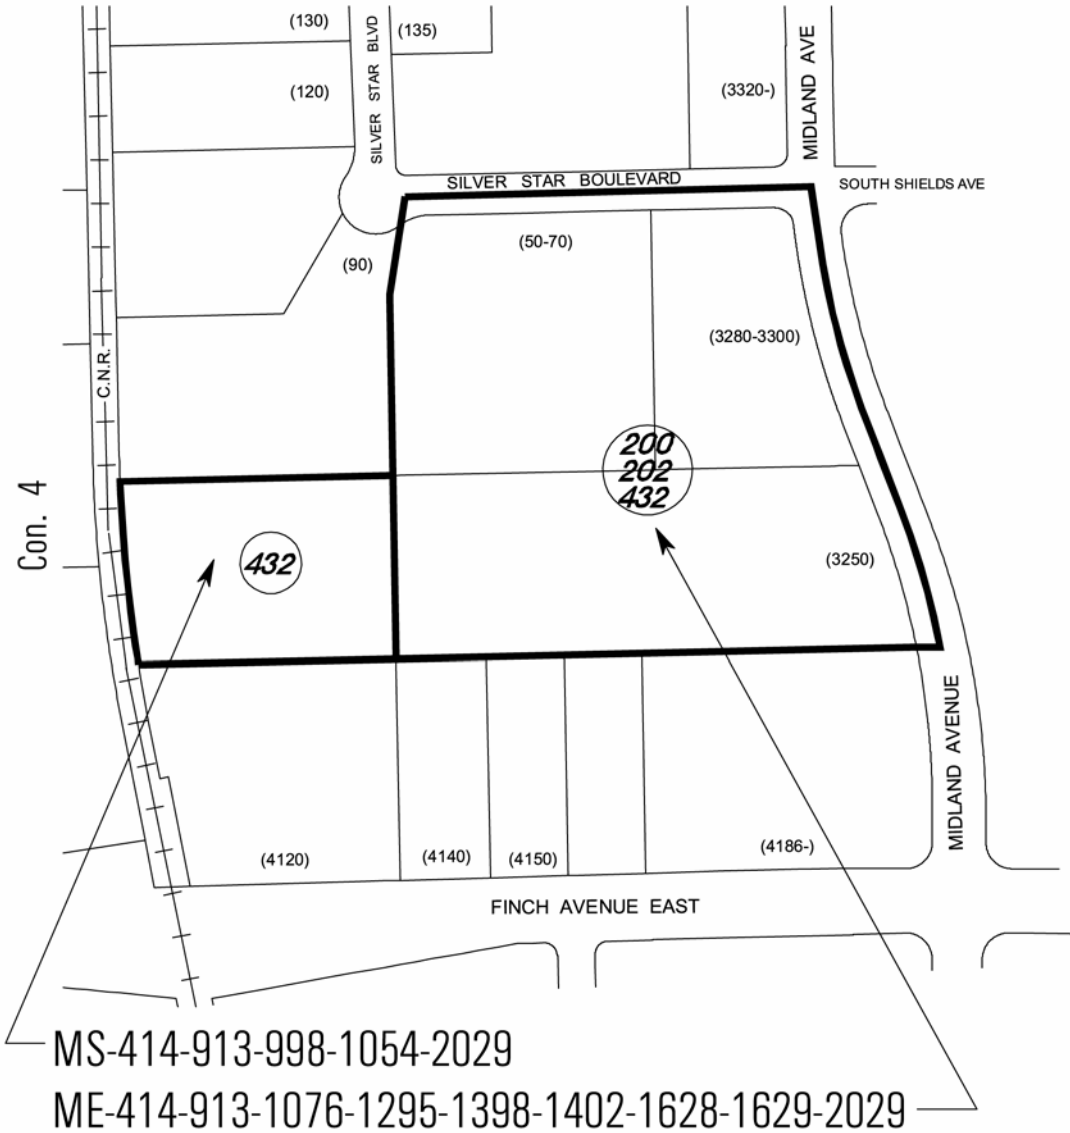 (130)
SILVER STAR BLVD
(135)
MIDLAND AVE
(120)
(3320-)
SILVER STAR BOULEVARD
SOUTH SHIELDS AVE
(50-70)
(90)
(3280-3300)
C.N.R.
200
202
432
Con. 4
432
(3250)
MIDLAND AVENUE
(4120)
(4140)
(4150)
(4186-)
FINCH AVENUE EAST
MS-414-913-998-1054-2029
ME-414-913-1076-1295-1398-1402-1628-1629-2029